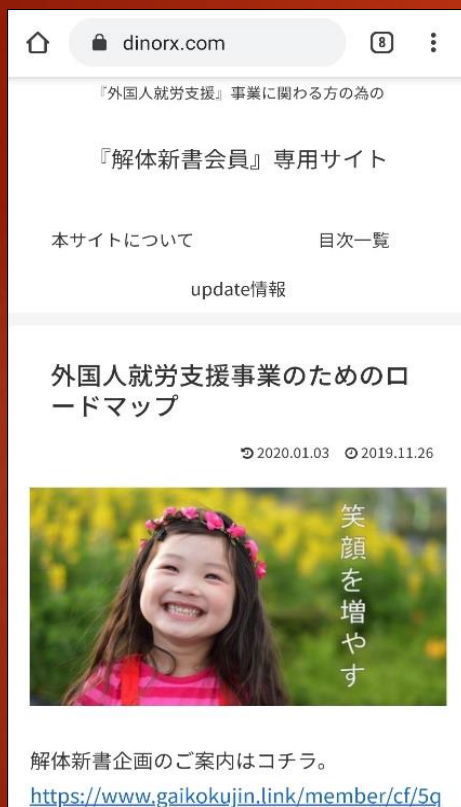 dinorx.com
8
『外国人就労支援』事業に関わる方の為の
『解体新書会員』専用サイト
本サイトについて 目次一覧
update情報
外国人就労支援事業のためのロ
ードマップ
2020.01.03 2019.11.26
笑顔を増やす
解体新書企画のご案内はコチラ。
https://www.gaikokujin.link/member/cf/5q